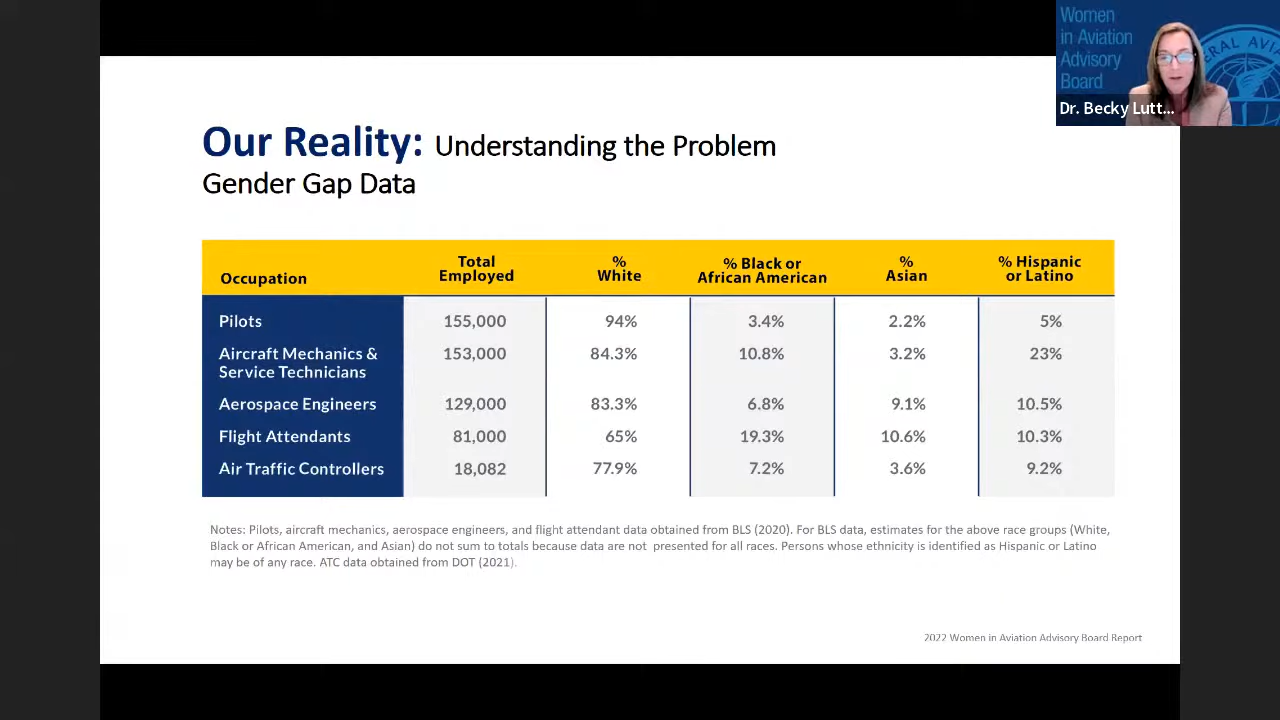 Women
in Aviation
Advisory
Board
Dr. Becky Lutt...
Our Reality: Understanding the Problem
Gender Gap Data
Occupation Total Employed % White % Black or African American % Asian % Hispanic or Latino
Pilots 155,000 94% 3.4% 2.2% 5%
Aircraft Mechanics & Service Technicians 153,000 84.3% 10.8% 3.2% 23%
Aerospace Engineers 129,000 83.3% 6.8% 9.1% 10.5%
Flight Attendants 81,000 65% 19.3% 10.6% 10.3%
Air Traffic Controllers 18,082 77.9% 7.2% 3.6% 9.2%
Notes: Pilots, aircraft mechanics, aerospace engineers, and flight attendant data obtained from BLS (2020). For BLS data, estimates for the above race groups (White,
Black or African American, and Asian) do not sum to totals because data are not presented for all races. Persons whose ethnicity is identified as Hispanic or Latino
may be of any race. ATC data obtained from DOT (2021).
2022 Women in Aviation Advisory Board Report